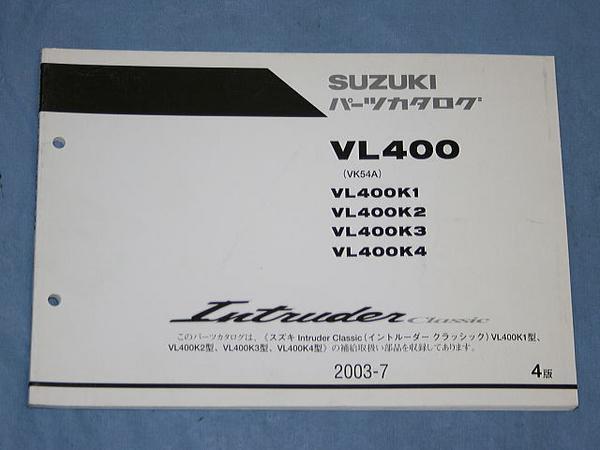 SUZUKI
パーツカタログ
VL400
(VK54A)
VL400K1
VL400K2
VL400K3
VL400K4
Intruder Classic
このパーツカタログは、《スズキ Intruder Classic(イントルーダー クラッシック)VL400K1型、
VL400K2型、VL400K3型、VL400K4型》の補給取扱い部品を収録してあります。
2003-7
4版